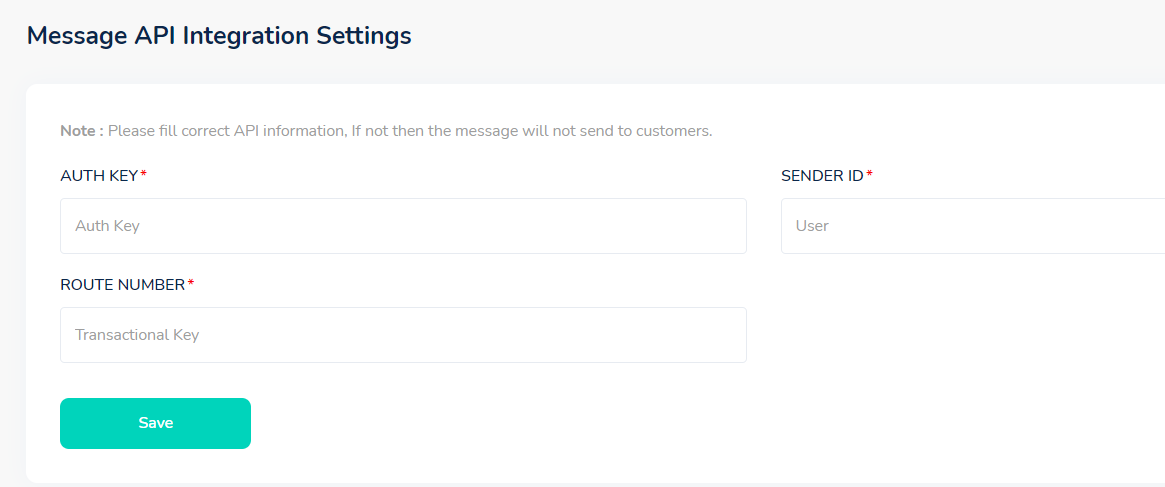 Message API Integration Settings
Note : Please fill correct API information, If not then the message will not send to customers.
AUTH KEY*
Auth Key
SENDER ID*
User
ROUTE NUMBER*
Transactional Key
Save